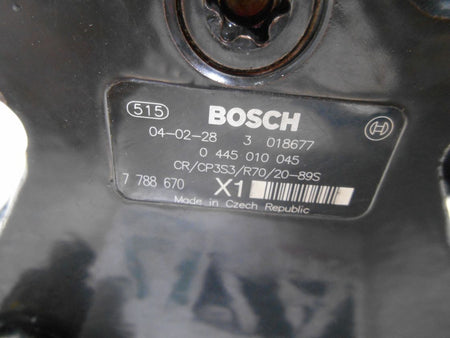 515 BOSCH
04-02-28 3 018677
0 445 010 045
CR/CP3S3/R70/20-89S
7 788 670 X1
Made in Czech Republic